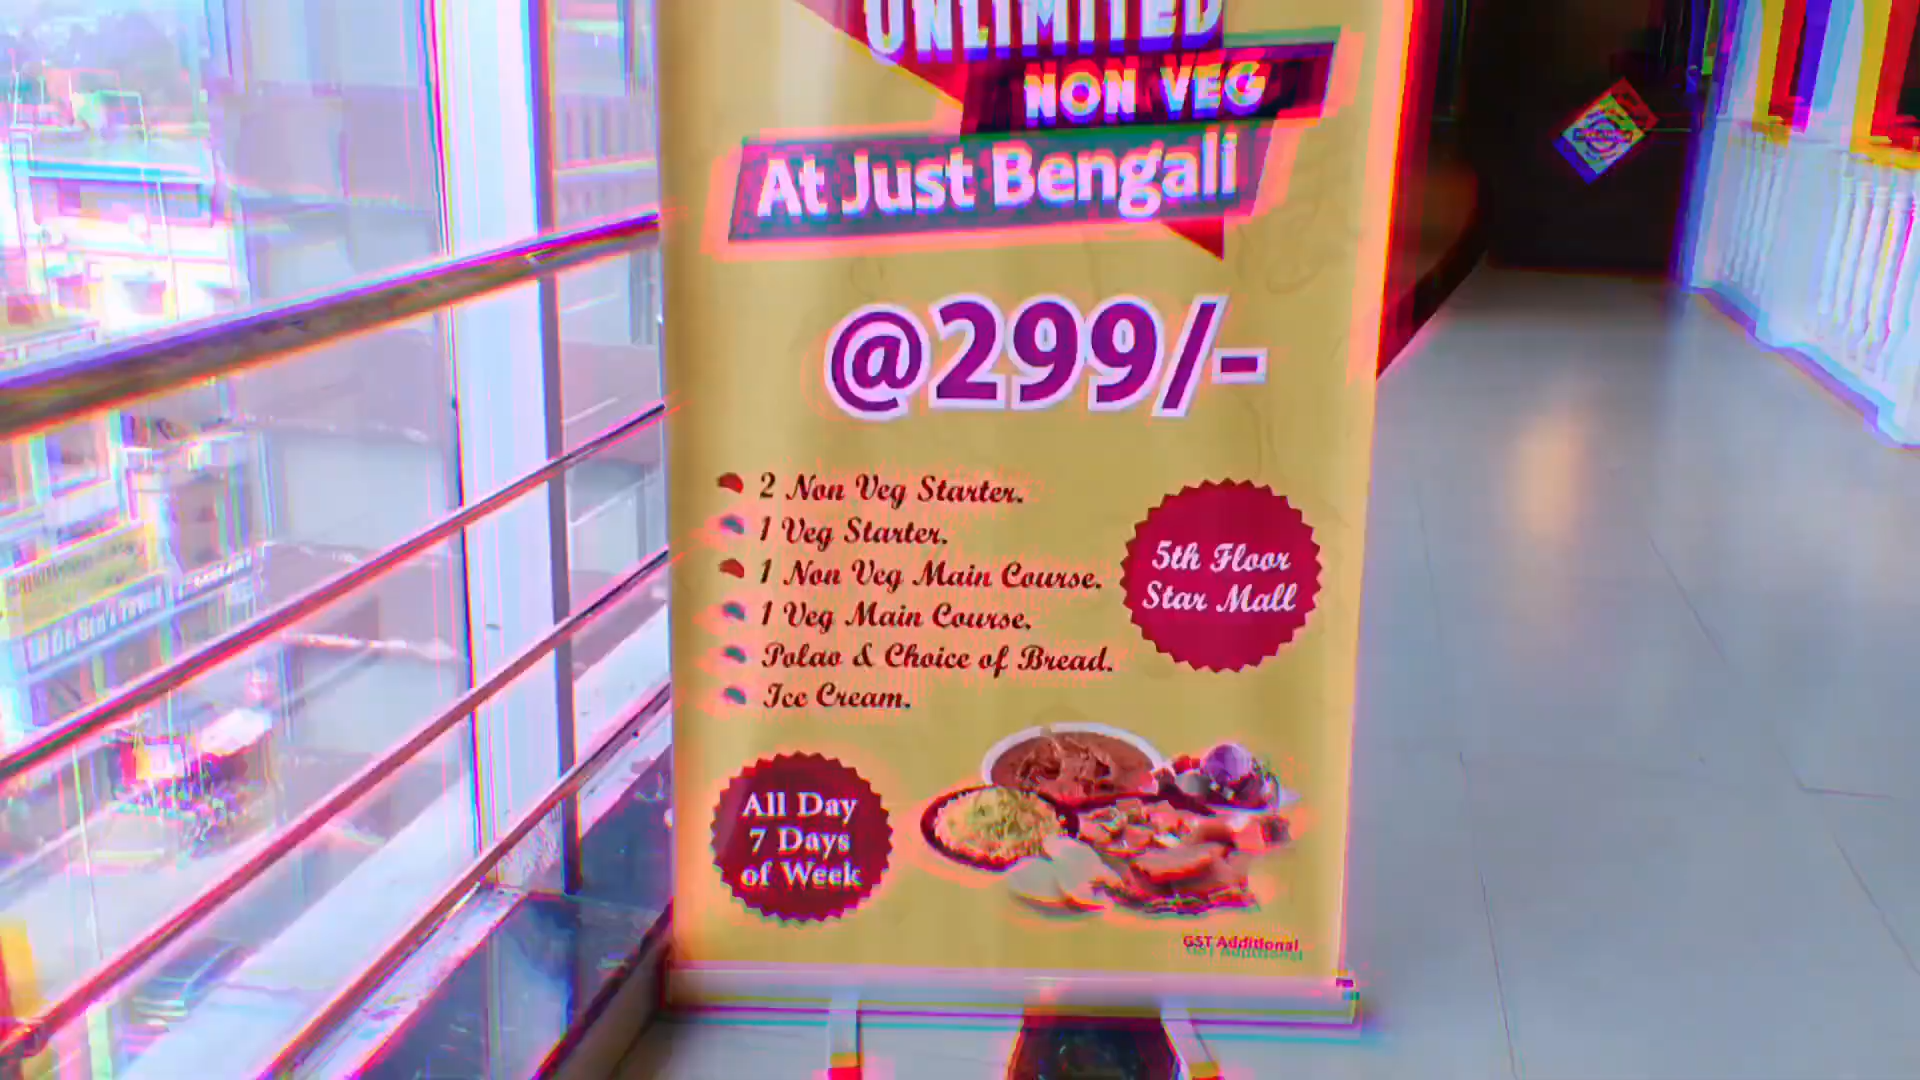 UNLIMITED
NON VEG
At Just Bengali
@299/-
2 Non Veg Starter.
1 Veg Starter.
1 Non Veg Main Course.
1 Veg Main Course.
Polao & Choice of Bread.
Ice Cream.
5th Floor
Star Mall
All Day
7 Days
of Week
GST Additional